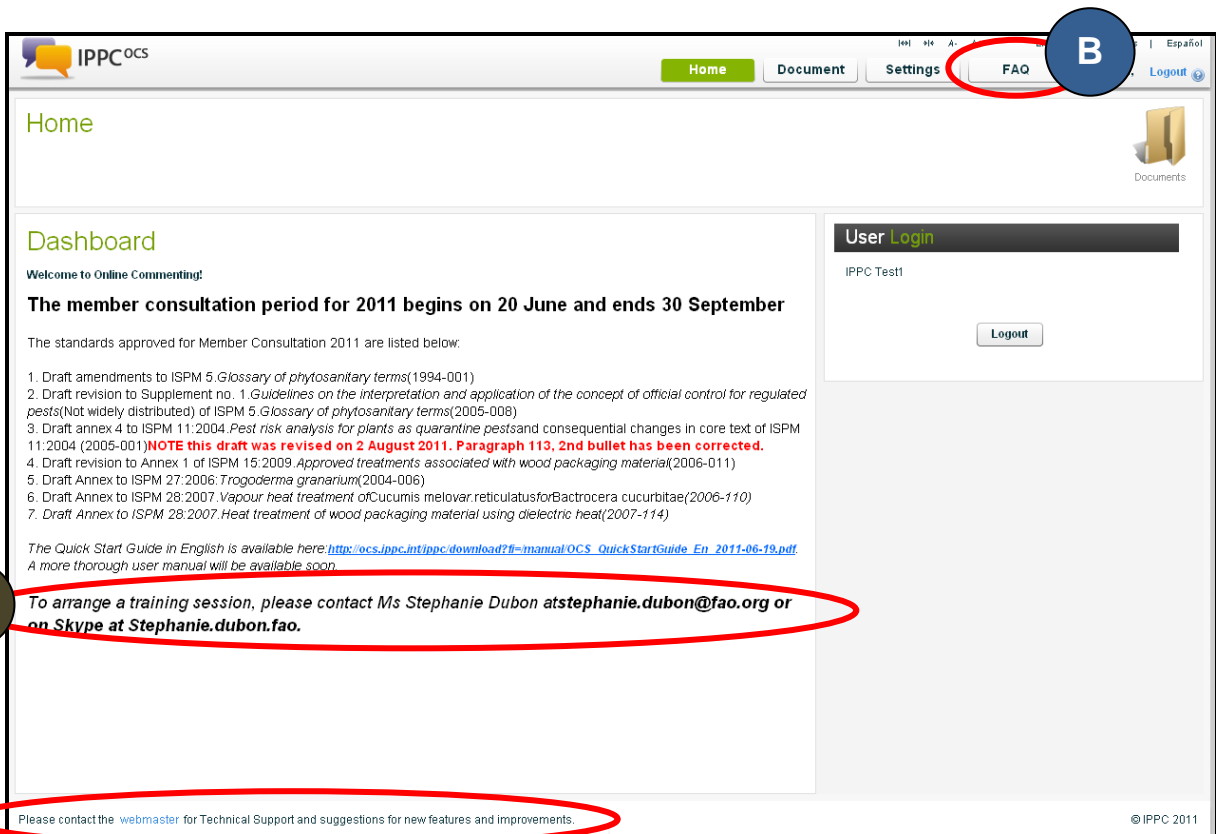 IPPC OCS
A-
B
| Español
Home Document Settings FAQ Logout
Home
Documents
Dashboard
Welcome to Online Commenting!
The member consultation period for 2011 begins on 20 June and ends 30 September
The standards approved for Member Consultation 2011 are listed below:
1. Draft amendments to ISPM 5.Glossary of phytosanitary terms(1994-001)
2. Draft revision to Supplement no. 1.Guidelines on the interpretation and application of the concept of official control for regulated
pests(Not widely distributed) of ISPM 5.Glossary of phytosanitary terms(2005-008)
3. Draft annex 4 to ISPM 11:2004.Pest risk analysis for plants as quarantine pestsand consequential changes in core text of ISPM
11:2004 (2005-001)NOTE this draft was revised on 2 August 2011. Paragraph 113, 2nd bullet has been corrected.
4. Draft revision to Annex 1 of ISPM 15:2009.Approved treatments associated with wood packaging material(2006-011)
5. Draft Annex to ISPM 27:2006:Trogoderma granarium(2004-006)
6. Draft Annex to ISPM 28:2007.Vapour heat treatment ofCucumis melovar.reticulatusforBactrocera cucurbitae(2006-110)
7. Draft Annex to ISPM 28:2007.Heat treatment of wood packaging material using dielectric heat(2007-114)
The Quick Start Guide in English is available here:http://ocs.ippc.int/ippc/download?fi=/manual/OCS_QuickStartGuide_En_2011-06-19.pdf.
A more thorough user manual will be available soon.
To arrange a training session, please contact Ms Stephanie Dubon atstephanie.dubon@fao.org or
on Skype at Stephanie.dubon.fao.
User Login
IPPC Test1
Logout
Please contact the webmaster for Technical Support and suggestions for new features and improvements.
© IPPC 2011